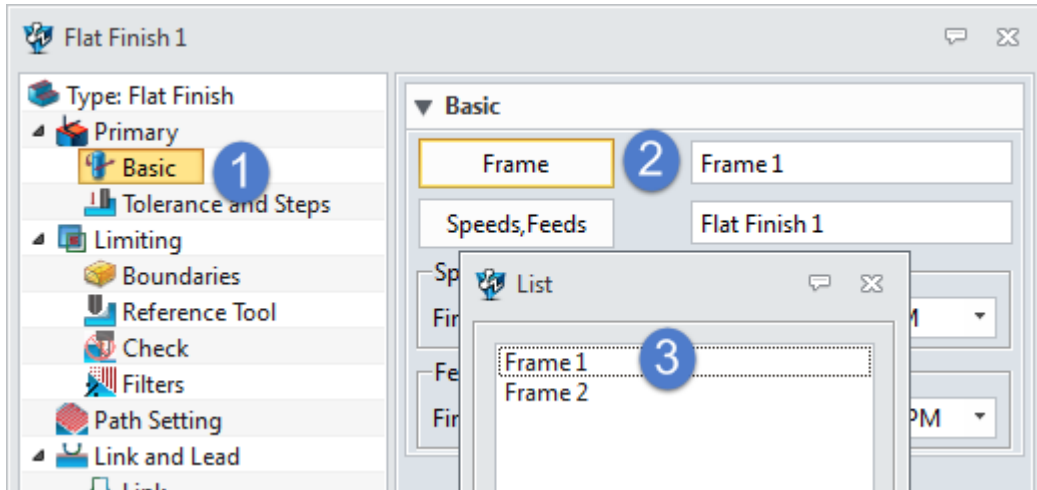 Flat Finish 1
Type: Flat Finish
Primary
Basic
1
Tolerance and Steps
Limiting
Boundaries
Reference Tool
Check
Filters
Path Setting
Link and Lead
Link
Basic
Frame
2
Frame 1
Speeds,Feeds
Flat Finish 1
List
Frame 1
3
Frame 2